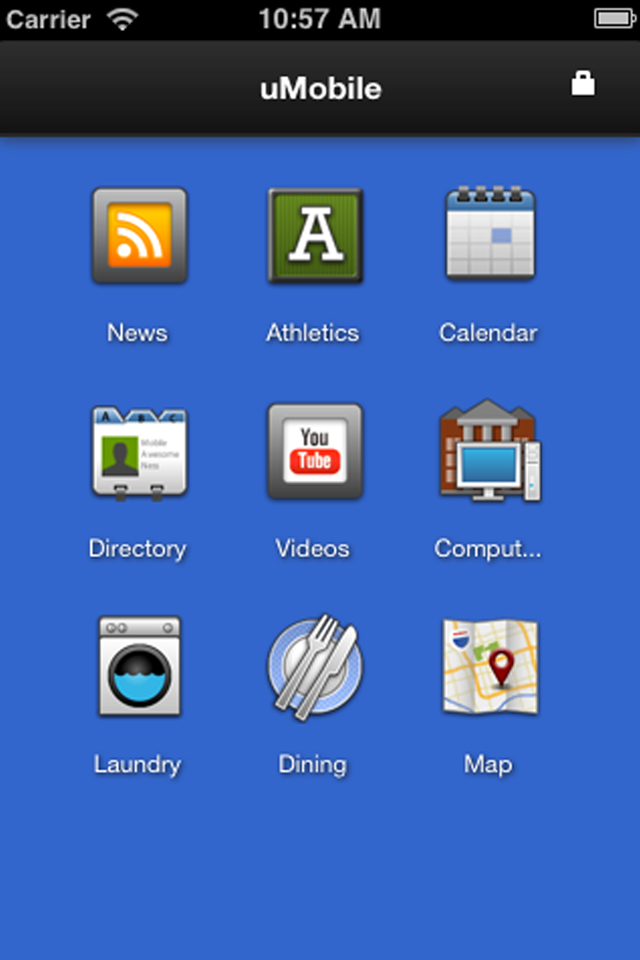 Carrier 10:57 AM
uMobile
A
News Athletics Calendar
A B C
Mobile
Awesome
Ness
You
Tube
Directory Videos Comput...
Laundry Dining Map